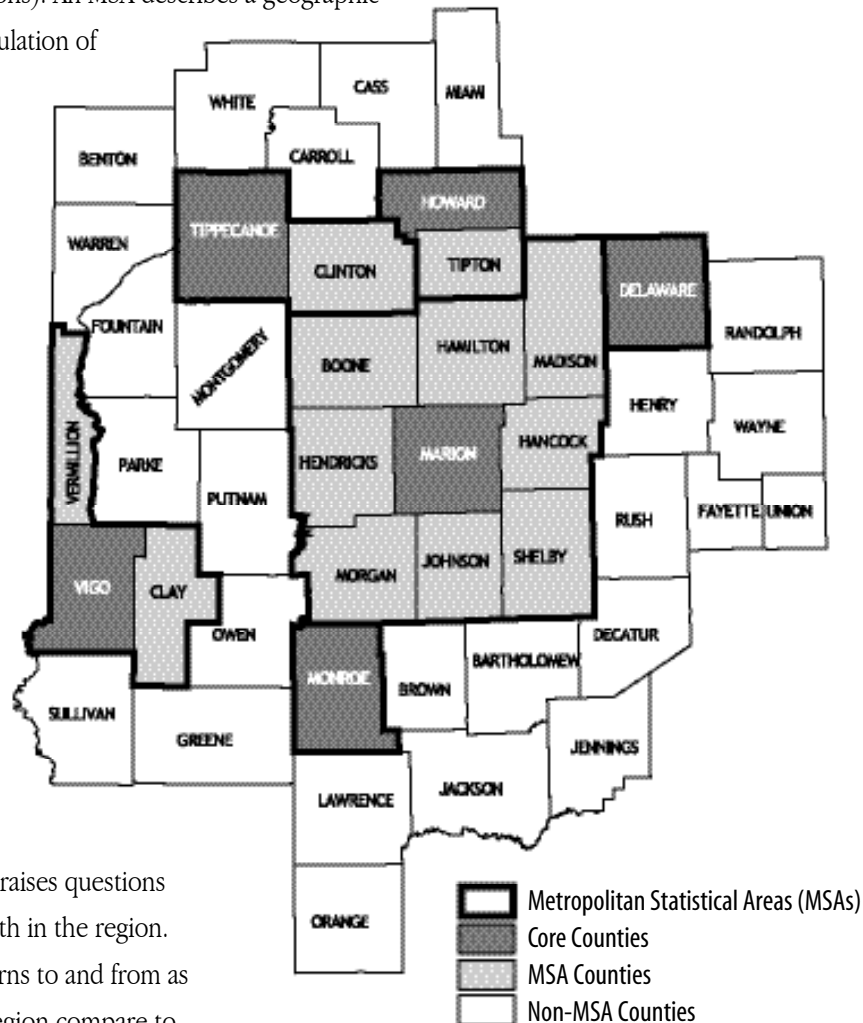 ons). An MSA describes a geographic
ulation of
MIAMI
CASS
WHITE
CARROLL
BENTON
HOWARD
TIPPECANOE
WARREN
CLINTON
TIPTON
DELAWARE
FOUNTAIN
RANDOLPH
MONTGOMERY
BOONE
HAMILTON
MADISON
HENRY
WAYNE
VERMILLION
PARKE
HENDRICKS
MARION
HANCOCK
PUTNAM
RUSH
FAYETTE
UNION
VIGO
CLAY
MORGAN
JOHNSON
SHELBY
OWEN
DECATUR
MONROE
BROWN
BARTHOLOMEW
SULLIVAN
GREENE
JENNINGS
LAWRENCE
JACKSON
ORANGE
raises questions
th in the region.
rns to and from as
egion compare to
Metropolitan Statistical Areas (MSAs)
Core Counties
MSA Counties
Non-MSA Counties